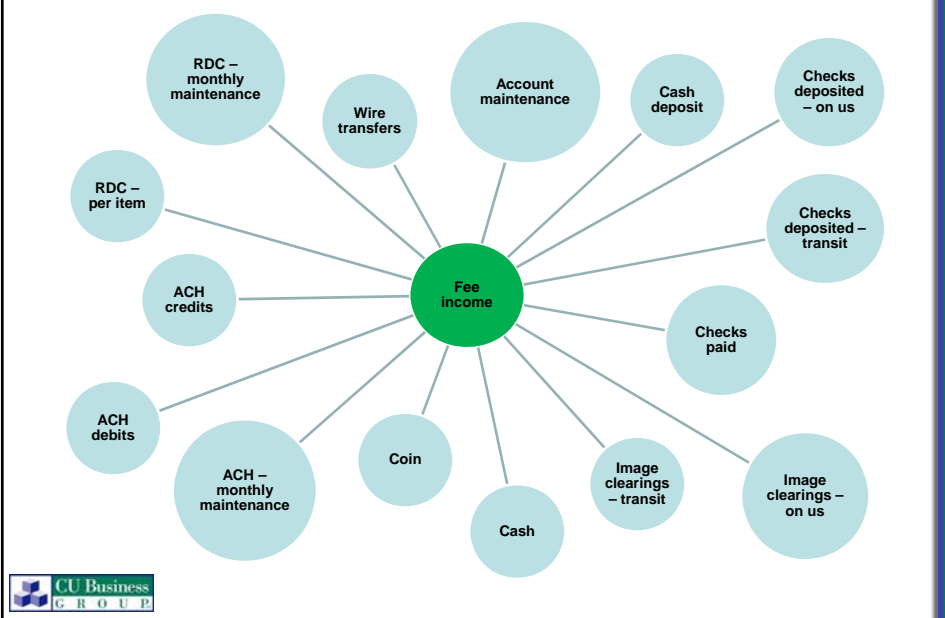 RDC –
monthly
maintenance
Wire
transfers
Account
maintenance
Cash
deposit
Checks
deposited
– on us
RDC –
per item
Checks
deposited –
transit
ACH
credits
Fee
income
Checks
paid
ACH
debits
ACH –
monthly
maintenance
Coin
Cash
Image
clearings
– transit
Image
clearings –
on us
CU Business
G R O U P.